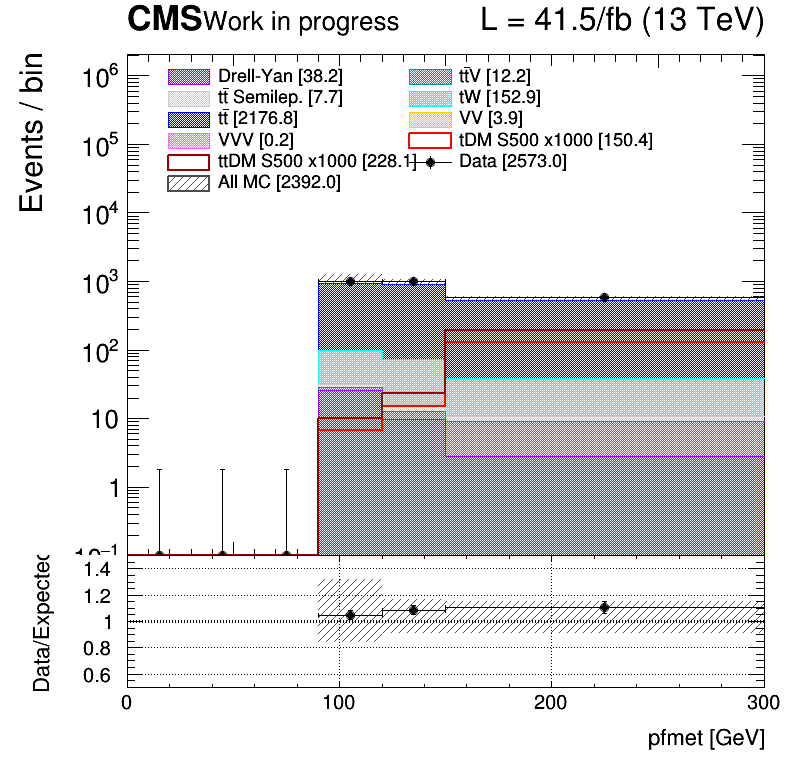 CMS Work in progress L = 41.5/fb (13 TeV)
Events / bin
Drell-Yan [38.2] tt̄V [12.2]
tt̄ Semilep. [7.7] tW [152.9]
tt̄ [2176.8] VV [3.9]
VVV [0.2] tDM S500 x1000 [150.4]
ttDM S500 x1000 [228.1] Data [2573.0]
All MC [2392.0]
10⁶
10⁵
10⁴
10³
10²
10
1
10⁻¹
Data/Expected
1.4
1.2
1
0.8
0.6
0 100 200 300
pfmet [GeV]